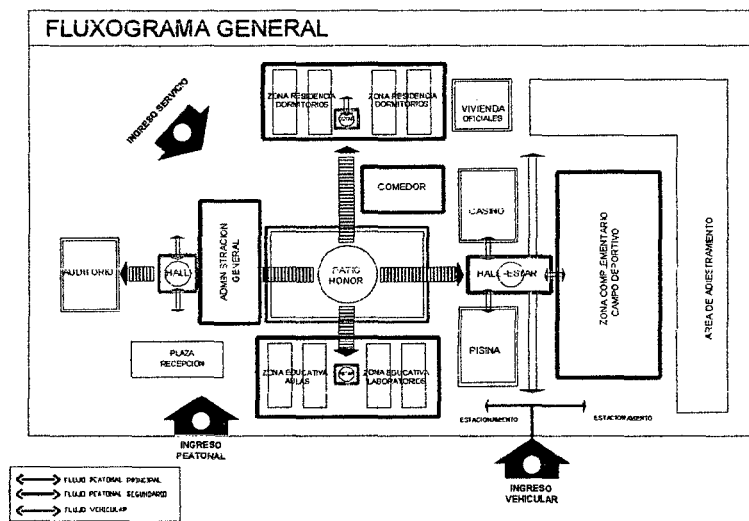 FLUXOGRAMA GENERAL
INGRESO SERVICIO
ZONA RESIDENCIA
DORMITORIOS
ZONA RESIDENCIA
DORMITORIOS
VIVIENDA
OFICIALES
COMEDOR
CASINO
AUDITORIO
HALL
ADMINISTRACION
GENERAL
PATIO
HONOR
HALL-ESTAR
ZONA COMPLEMENTARIO
CAMPO DEPORTIVO
AREA DE ADIESTRAMIENTO
PLAZA
RECEPCION
ZONA EDUCATIVA
AULAS
ZONA EDUCATIVA
LABORATORIOS
PISINA
ESTACIONAMIENTO
ESTACIONAMIENTO
INGRESO
PEATONAL
INGRESO
VEHICULAR
FLUJO PEATONAL PRINCIPAL
FLUJO PEATONAL SEGUNDARIO
FLUJO VEHICULAR